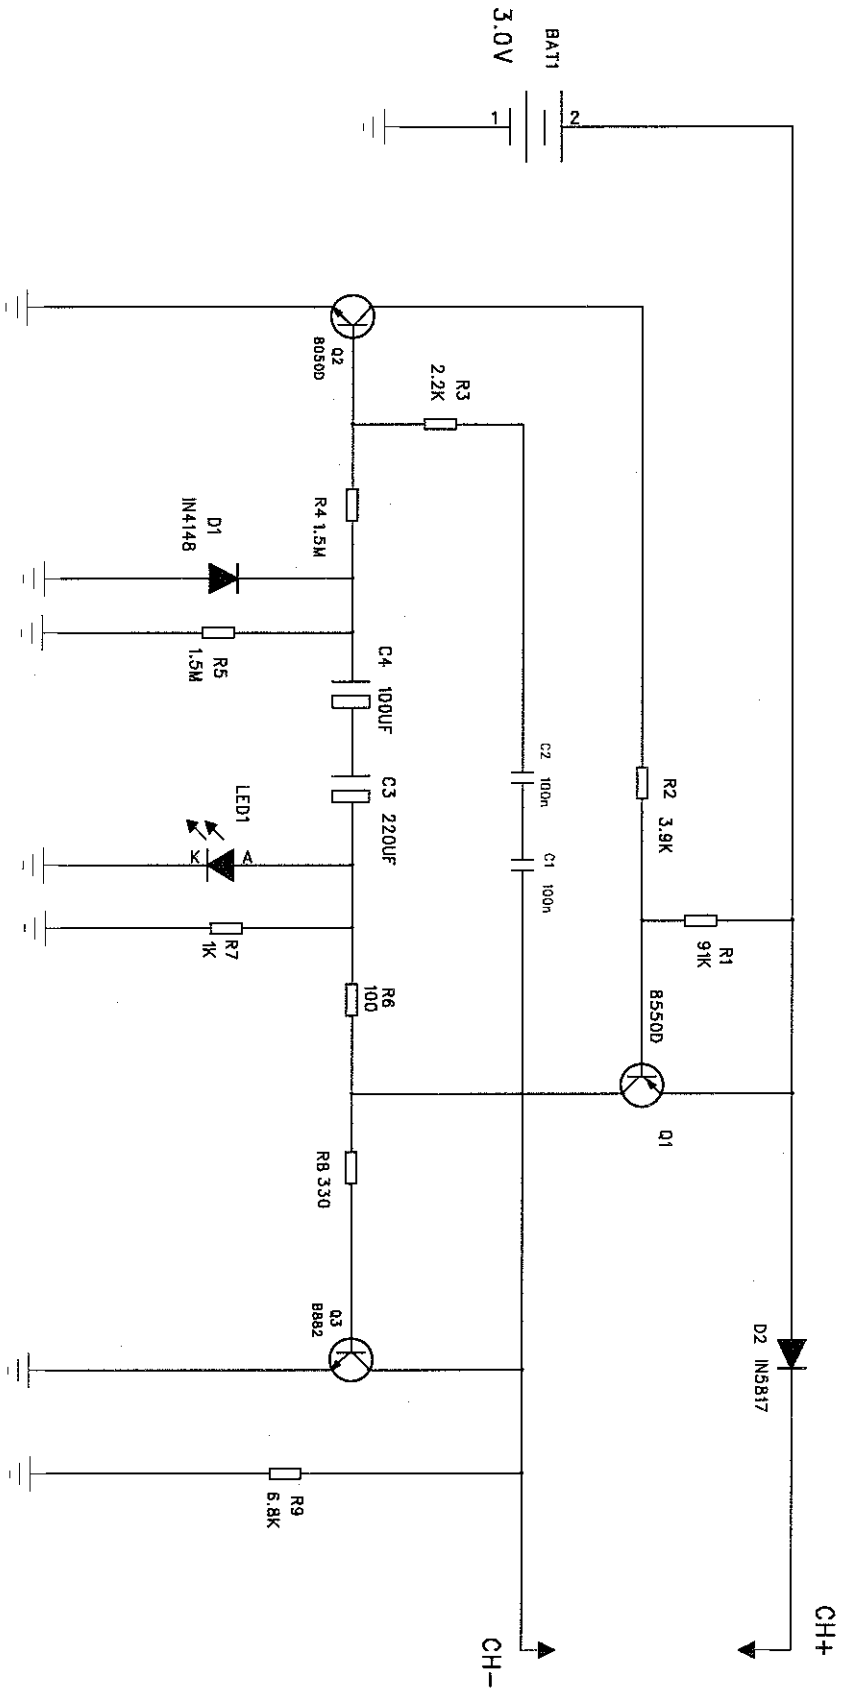 BAT1
3.0V
1
2
Q2
8050D
R3
2.2K
R4 1.5M
D1
IN4148
R5
1.5M
C4 100UF
C3 220UF
LED1
K
A
R7
1K
R6
100
C2 100n
C1 100n
R2 3.9K
R1
91K
8550D
Q1
R8 330
Q3
B882
D2 IN5817
R9
6.8K
CH+
CH-